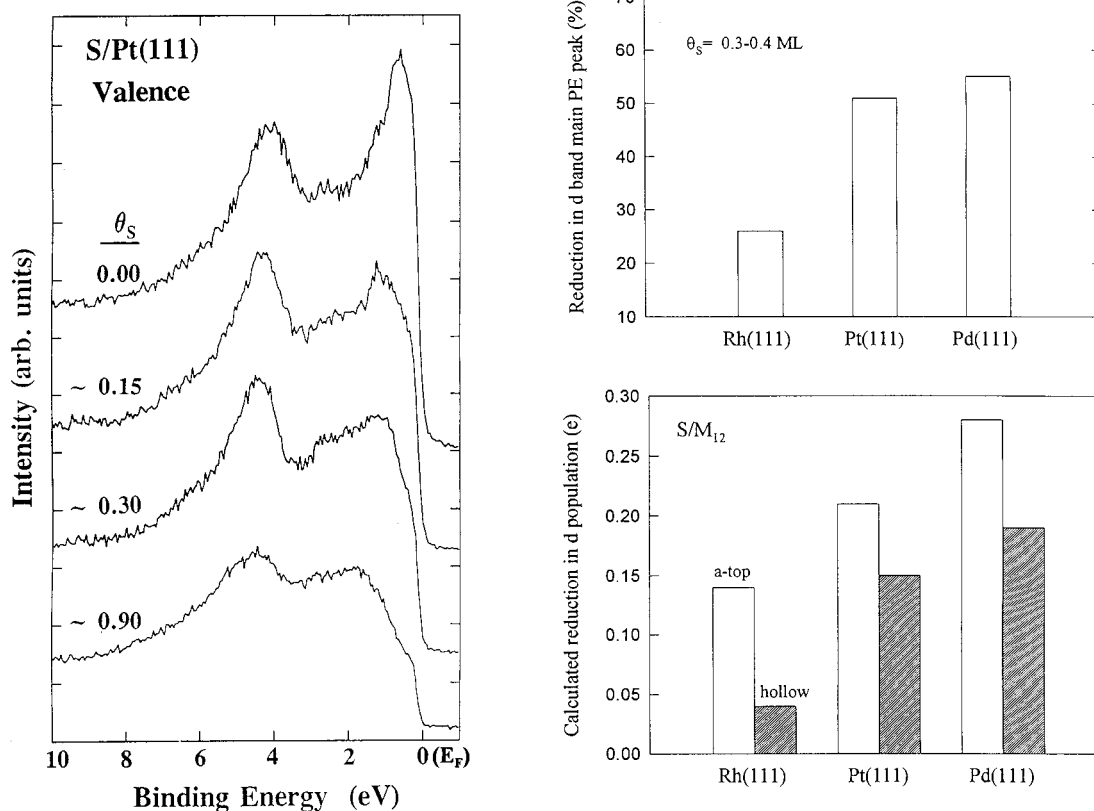 S/Pt(111)
Valence
θS
0.00
~ 0.15
~ 0.30
~ 0.90
Intensity (arb. units)
10 8 6 4 2 0 (EF)
Binding Energy (eV)
Reduction in d band main PE peak (%)
70
60
50
40
30
20
10
θS= 0.3-0.4 ML
Rh(111) Pt(111) Pd(111)
Calculated reduction in d population (e)
0.30
0.25
0.20
0.15
0.10
0.05
0.00
S/M12
a-top
hollow
Rh(111) Pt(111) Pd(111)